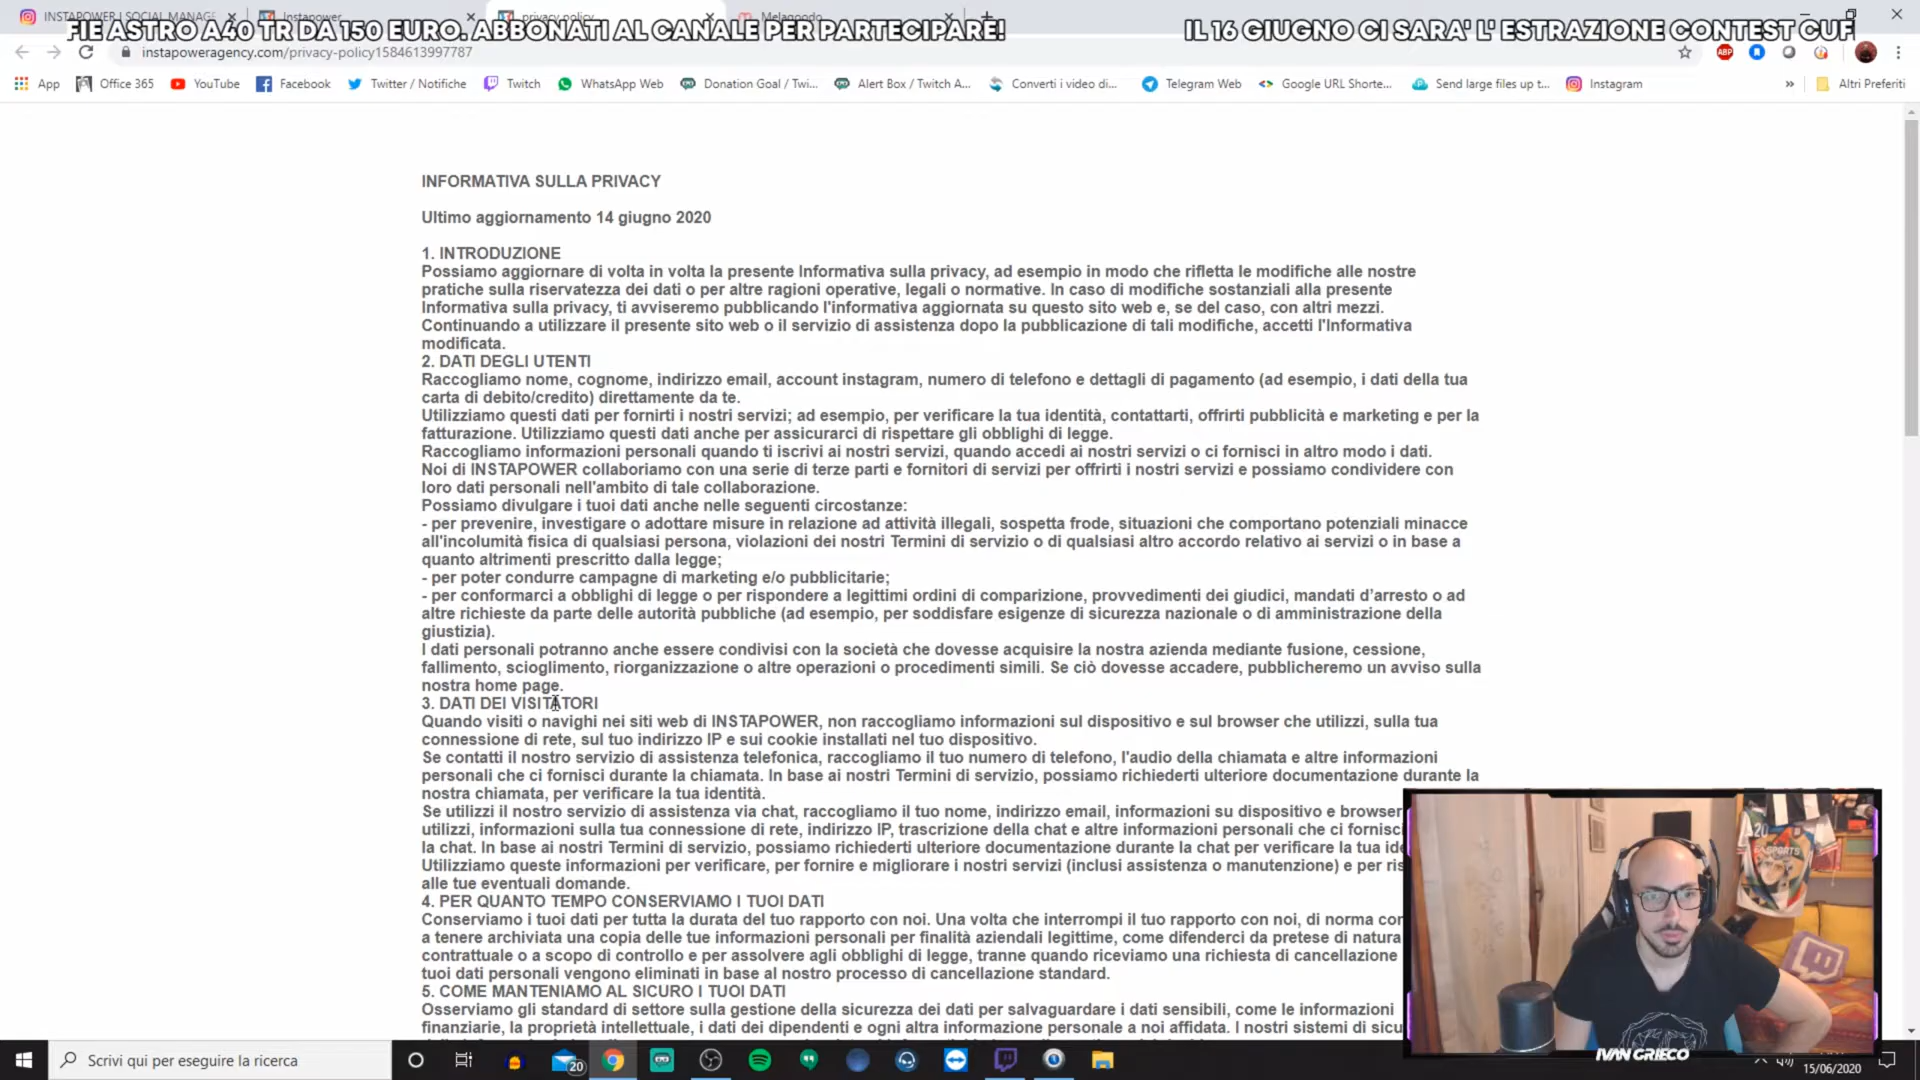 INSTAPOWER | SOCIAL MANAG
Instapower
privacy policy
Melagodo
FIE ASTRO A40 TR DA 150 EURO. ABBONATI AL CANALE PER PARTECIPARE!
IL 16 GIUGNO CI SARA' L' ESTRAZIONE CONTEST CUF
instapoweragency.com/privacy-policy1584613997787
ABP
App
Office 365
YouTube
Facebook
Twitter / Notifiche
Twitch
WhatsApp Web
Donation Goal / Twi...
Alert Box / Twitch A...
Converti i video di...
Telegram Web
Google URL Shorte...
Send large files up t...
Instagram
»
Altri Preferiti
INFORMATIVA SULLA PRIVACY
Ultimo aggiornamento 14 giugno 2020
1. INTRODUZIONE
Possiamo aggiornare di volta in volta la presente Informativa sulla privacy, ad esempio in modo che rifletta le modifiche alle nostre
pratiche sulla riservatezza dei dati o per altre ragioni operative, legali o normative. In caso di modifiche sostanziali alla presente
Informativa sulla privacy, ti avviseremo pubblicando l'informativa aggiornata su questo sito web e, se del caso, con altri mezzi.
Continuando a utilizzare il presente sito web o il servizio di assistenza dopo la pubblicazione di tali modifiche, accetti l'Informativa
modificata.
2. DATI DEGLI UTENTI
Raccogliamo nome, cognome, indirizzo email, account instagram, numero di telefono e dettagli di pagamento (ad esempio, i dati della tua
carta di debito/credito) direttamente da te.
Utilizziamo questi dati per fornirti i nostri servizi; ad esempio, per verificare la tua identità, contattarti, offrirti pubblicità e marketing e per la
fatturazione. Utilizziamo questi dati anche per assicurarci di rispettare gli obblighi di legge.
Raccogliamo informazioni personali quando ti iscrivi ai nostri servizi, quando accedi ai nostri servizi o ci fornisci in altro modo i dati.
Noi di INSTAPOWER collaboriamo con una serie di terze parti e fornitori di servizi per offrirti i nostri servizi e possiamo condividere con
loro dati personali nell'ambito di tale collaborazione.
Possiamo divulgare i tuoi dati anche nelle seguenti circostanze:
- per prevenire, investigare o adottare misure in relazione ad attività illegali, sospetta frode, situazioni che comportano potenziali minacce
all'incolumità fisica di qualsiasi persona, violazioni dei nostri Termini di servizio o di qualsiasi altro accordo relativo ai servizi o in base a
quanto altrimenti prescritto dalla legge;
- per poter condurre campagne di marketing e/o pubblicitarie;
- per conformarci a obblighi di legge o per rispondere a legittimi ordini di comparizione, provvedimenti dei giudici, mandati d'arresto o ad
altre richieste da parte delle autorità pubbliche (ad esempio, per soddisfare esigenze di sicurezza nazionale o di amministrazione della
giustizia).
I dati personali potranno anche essere condivisi con la società che dovesse acquisire la nostra azienda mediante fusione, cessione,
fallimento, scioglimento, riorganizzazione o altre operazioni o procedimenti simili. Se ciò dovesse accadere, pubblicheremo un avviso sulla
nostra home page.
3. DATI DEI VISITATORI
Quando visiti o navighi nei siti web di INSTAPOWER, non raccogliamo informazioni sul dispositivo e sul browser che utilizzi, sulla tua
connessione di rete, sul tuo indirizzo IP e sui cookie installati nel tuo dispositivo.
Se contatti il nostro servizio di assistenza telefonica, raccogliamo il tuo numero di telefono, l'audio della chiamata e altre informazioni
personali che ci fornisci durante la chiamata. In base ai nostri Termini di servizio, possiamo richiederti ulteriore documentazione durante la
nostra chiamata, per verificare la tua identità.
Se utilizzi il nostro servizio di assistenza via chat, raccogliamo il tuo nome, indirizzo email, informazioni su dispositivo e browser
utilizzi, informazioni sulla tua connessione di rete, indirizzo IP, trascrizione della chat e altre informazioni personali che ci fornisci
la chat. In base ai nostri Termini di servizio, possiamo richiederti ulteriore documentazione durante la chat per verificare la tua ide
Utilizziamo queste informazioni per verificare, per fornire e migliorare i nostri servizi (inclusi assistenza o manutenzione) e per ris
alle tue eventuali domande.
4. PER QUANTO TEMPO CONSERVIAMO I TUOI DATI
Conserviamo i tuoi dati per tutta la durata del tuo rapporto con noi. Una volta che interrompi il tuo rapporto con noi, di norma con
a tenere archiviata una copia delle tue informazioni personali per finalità aziendali legittime, come difenderci da pretese di natura
contrattuale o a scopo di controllo e per assolvere agli obblighi di legge, tranne quando riceviamo una richiesta di cancellazione
tuoi dati personali vengono eliminati in base al nostro processo di cancellazione standard.
5. COME MANTENIAMO AL SICURO I TUOI DATI
Osserviamo gli standard di settore sulla gestione della sicurezza dei dati per salvaguardare i dati sensibili, come le informazioni
finanziarie, la proprietà intellettuale, i dati dei dipendenti e ogni altra informazione personale a noi affidata. I nostri sistemi di sicu
20
EA SPORTS
IVAN GRIECO
Scrivi qui per eseguire la ricerca
20
15/06/2020